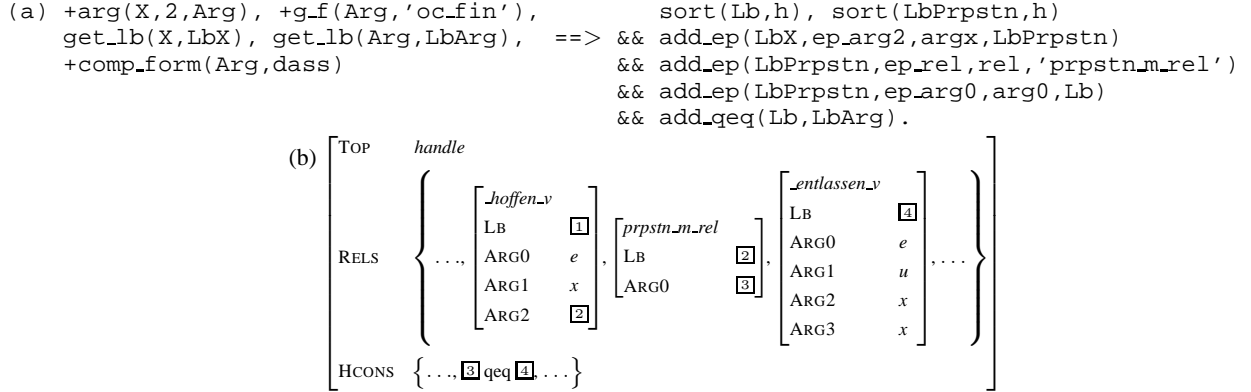 (a) +arg(X,2,Arg), +g_f(Arg,'oc_fin'), sort(Lb,h), sort(LbPrpstn,h)
get_lb(X,LbX), get_lb(Arg,LbArg), ==> && add_ep(LbX,ep_arg2,argx,LbPrpstn)
+comp_form(Arg,dass) && add_ep(LbPrpstn,ep_rel,rel,'prpstn_m_rel')
&& add_ep(LbPrpstn,ep_arg0,arg0,Lb)
&& add_qeq(Lb,LbArg).
(b) TOP handle
_entlassen_v
_hoffen_v
LB 1 prpstn_m_rel LB 4
RELS {..., ARG0 e , LB 2 , ARG0 e , ...}
ARG1 x ARG0 3 ARG1 u
ARG2 2 ARG2 x
ARG3 x
HCONS {..., 3 qeq 4, ...}